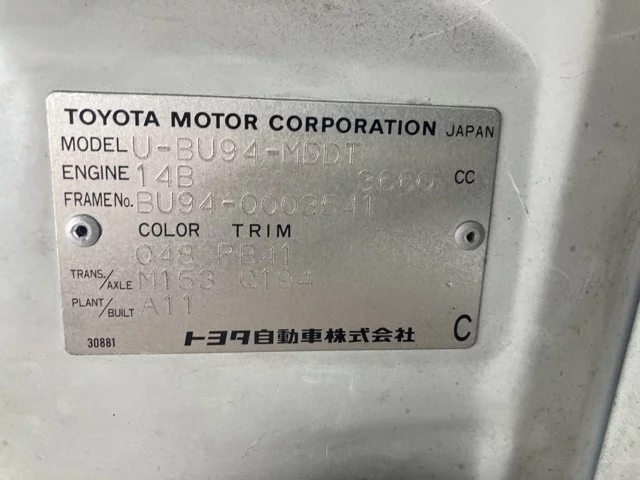 TOYOTA MOTOR CORPORATION JAPAN
MODEL U-BU94-MDDT
ENGINE 14B 3660 CC
FRAME No. BU94-0003541
COLOR TRIM
048 PB41
TRANS./AXLE M153 Q194
PLANT/BUILT A11
30881 トヨタ自動車株式会社 C